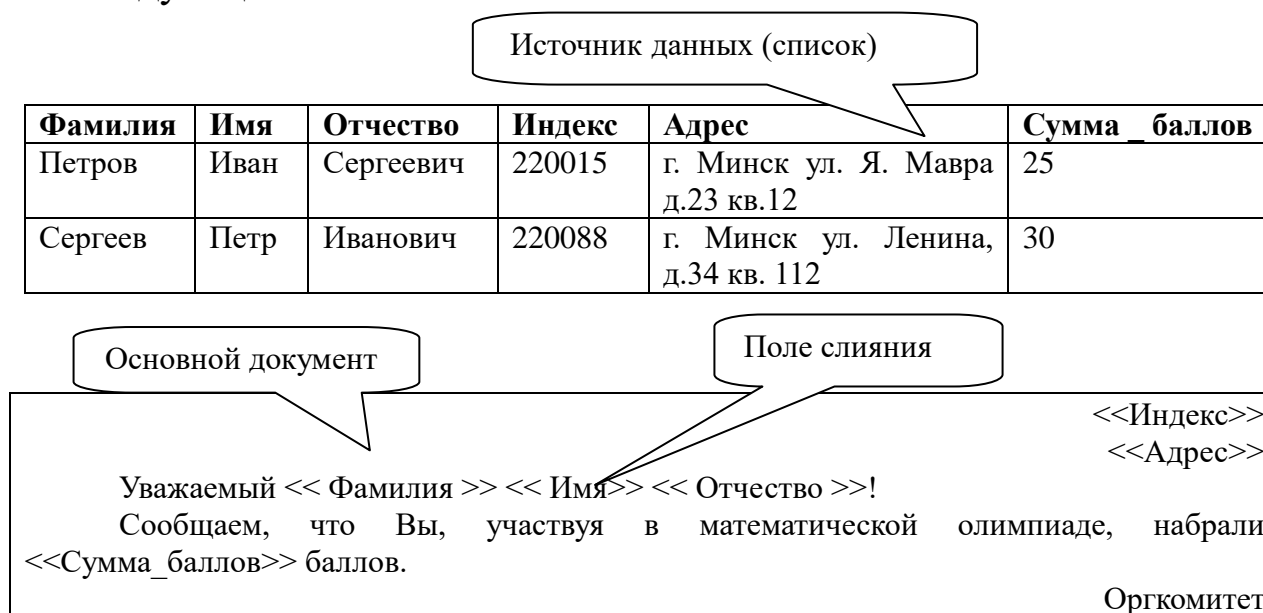 Источник данных (список)
Фамилия Имя Отчество Индекс Адрес Сумма _ баллов
Петров Иван Сергеевич 220015 г. Минск ул. Я. Мавра 25
д.23 кв.12
Сергеев Петр Иванович 220088 г. Минск ул. Ленина, 30
д.34 кв. 112
Основной документ
Поле слияния
<<Индекс>>
<<Адрес>>
Уважаемый << Фамилия >> << Имя>> << Отчество >>!
Сообщаем, что Вы, участвуя в математической олимпиаде, набрали
<<Сумма_баллов>> баллов.
Оргкомитет